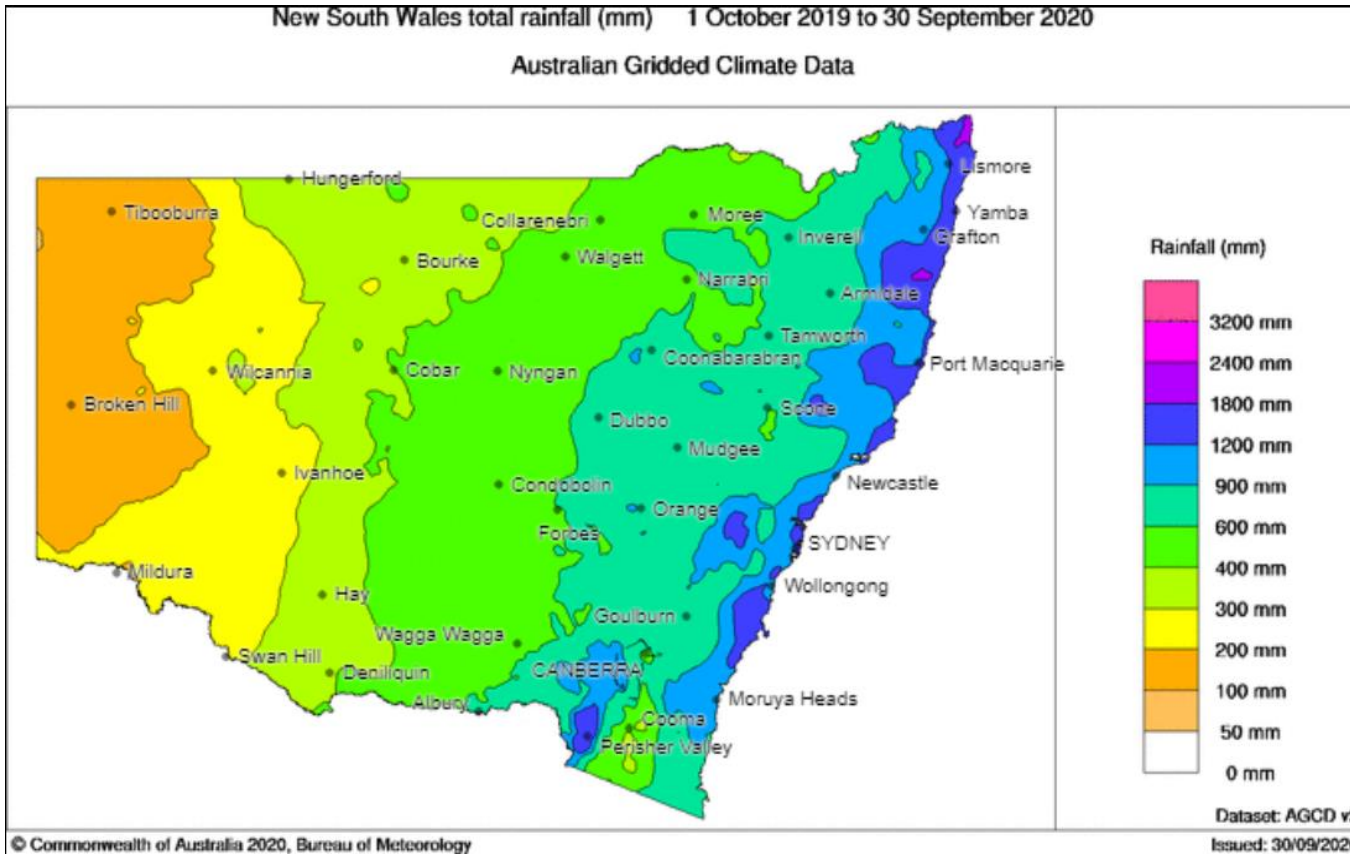 New South Wales total rainfall (mm) 1 October 2019 to 30 September 2020
Australian Gridded Climate Data
Hungerford
Tibooburra
Collarenebri
Moree
Lismore
Yamba
Inverell
Grafton
Bourke
Walgett
Narrabri
Armidale
Tamworth
Coonabarabran
Port Macquarie
Wilcannia
Cobar
Nyngan
Broken Hill
Scone
Dubbo
Mudgee
Ivanhoe
Condobolin
Newcastle
Orange
Forbes
SYDNEY
Mildura
Wollongong
Hay
Goulburn
Wagga Wagga
Swan Hill
Deniliquin
CANBERRA
Albury
Moruya Heads
Cooma
Perisher Valley
Rainfall (mm)
3200 mm
2400 mm
1800 mm
1200 mm
900 mm
600 mm
400 mm
300 mm
200 mm
100 mm
50 mm
0 mm
Dataset: AGCD
© Commonwealth of Australia 2020, Bureau of Meteorology
Issued: 30/09/2020